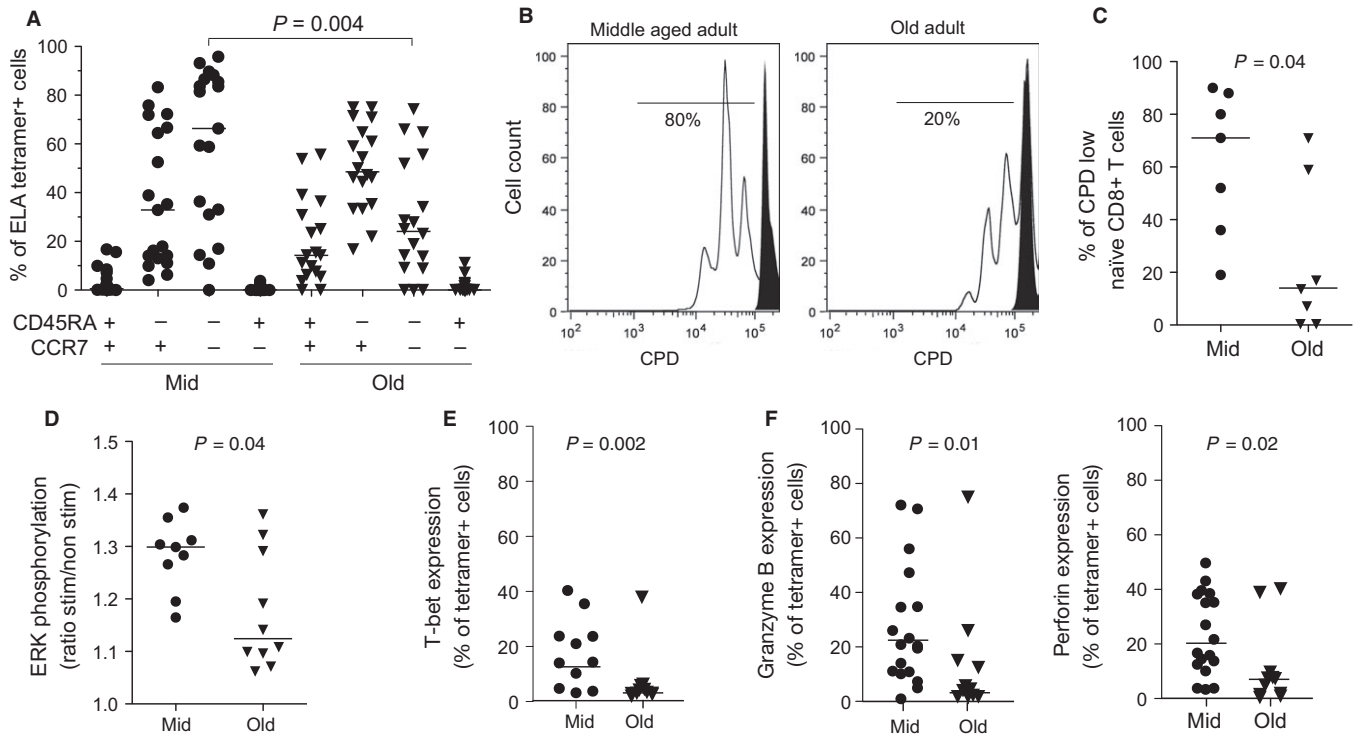 A
P = 0.004
% of ELA tetramer+ cells
100
80
60
40
20
0
CD45RA + − − + + − − +
CCR7 + + − − + + − −
Mid Old
B
Middle aged adult
Old adult
Cell count
100
80
60
40
20
0
80%
10² 10³ 10⁴ 10⁵
CPD
100
80
60
40
20
0
20%
10² 10³ 10⁴ 10⁵
CPD
C
P = 0.04
% of CPD low
naïve CD8+ T cells
100
80
60
40
20
0
Mid Old
D
P = 0.04
ERK phosphorylation
(ratio stim/non stim)
1.5
1.4
1.3
1.2
1.1
1.0
Mid Old
E
P = 0.002
T-bet expression
(% of tetramer+ cells)
100
80
60
40
20
0
Mid Old
F
P = 0.01
Granzyme B expression
(% of tetramer+ cells)
100
80
60
40
20
0
Mid Old
P = 0.02
Perforin expression
(% of tetramer+ cells)
100
80
60
40
20
0
Mid Old